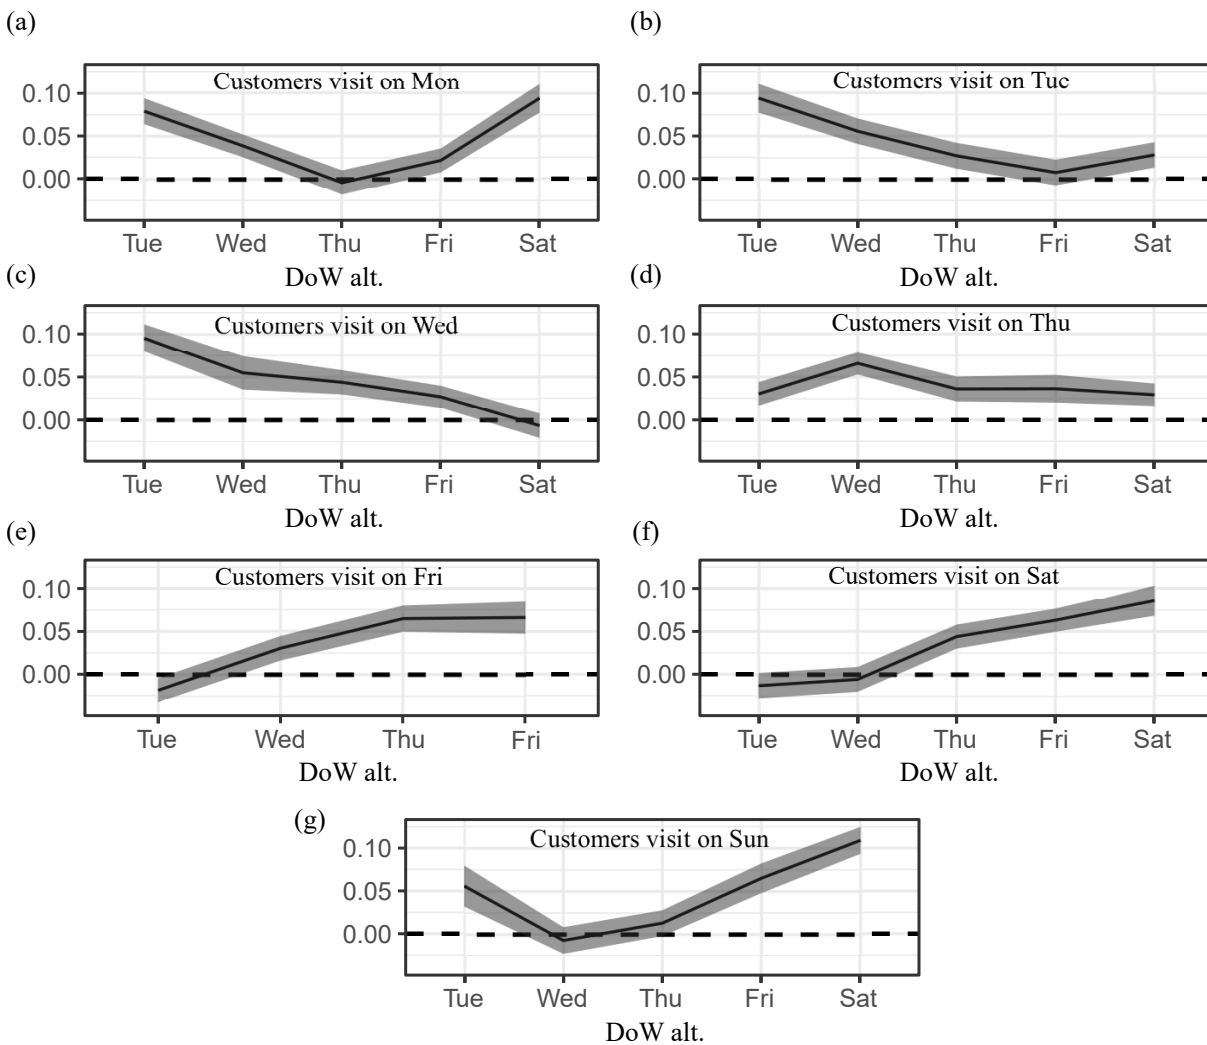 (a) (b)
Customers visit on Mon Customers visit on Tue
0.10 0.10
0.05 0.05
0.00 0.00
Tue Wed Thu Fri Sat Tue Wed Thu Fri Sat
DoW alt. DoW alt.
(c) (d)
Customers visit on Wed Customers visit on Thu
0.10 0.10
0.05 0.05
0.00 0.00
Tue Wed Thu Fri Sat Tue Wed Thu Fri Sat
DoW alt. DoW alt.
(e) (f)
Customers visit on Fri Customers visit on Sat
0.10 0.10
0.05 0.05
0.00 0.00
Tue Wed Thu Fri Tue Wed Thu Fri Sat
DoW alt. DoW alt.
(g)
Customers visit on Sun
0.10
0.05
0.00
Tue Wed Thu Fri Sat
DoW alt.